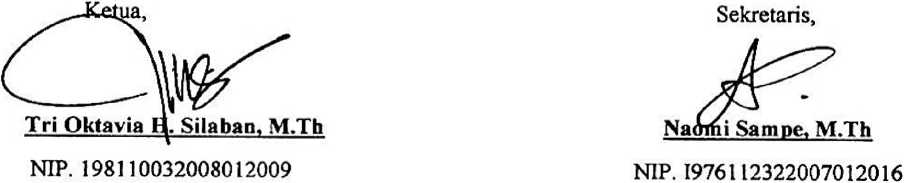 Ketua,
Sekretaris,
Tri Oktavia H. Silaban, M.Th
Naomi Sampe, M.Th
NIP. 198110032008012009
NIP. I976112322007012016